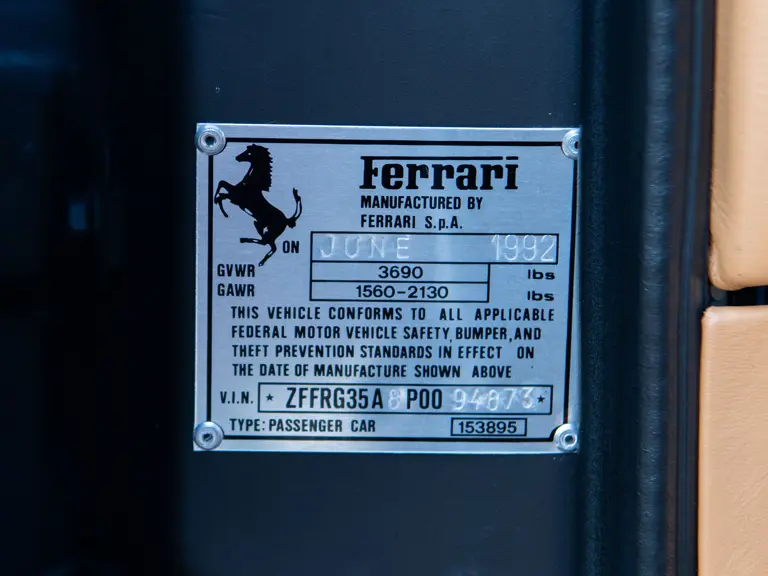 Ferrari
MANUFACTURED BY
FERRARI S.p.A.
ON JUNE 1992
GVWR 3690 lbs
GAWR 1560-2130 lbs
THIS VEHICLE CONFORMS TO ALL APPLICABLE
FEDERAL MOTOR VEHICLE SAFETY, BUMPER, AND
THEFT PREVENTION STANDARDS IN EFFECT ON
THE DATE OF MANUFACTURE SHOWN ABOVE
V.I.N. * ZFFRG35A8P0094873 *
TYPE: PASSENGER CAR 153895